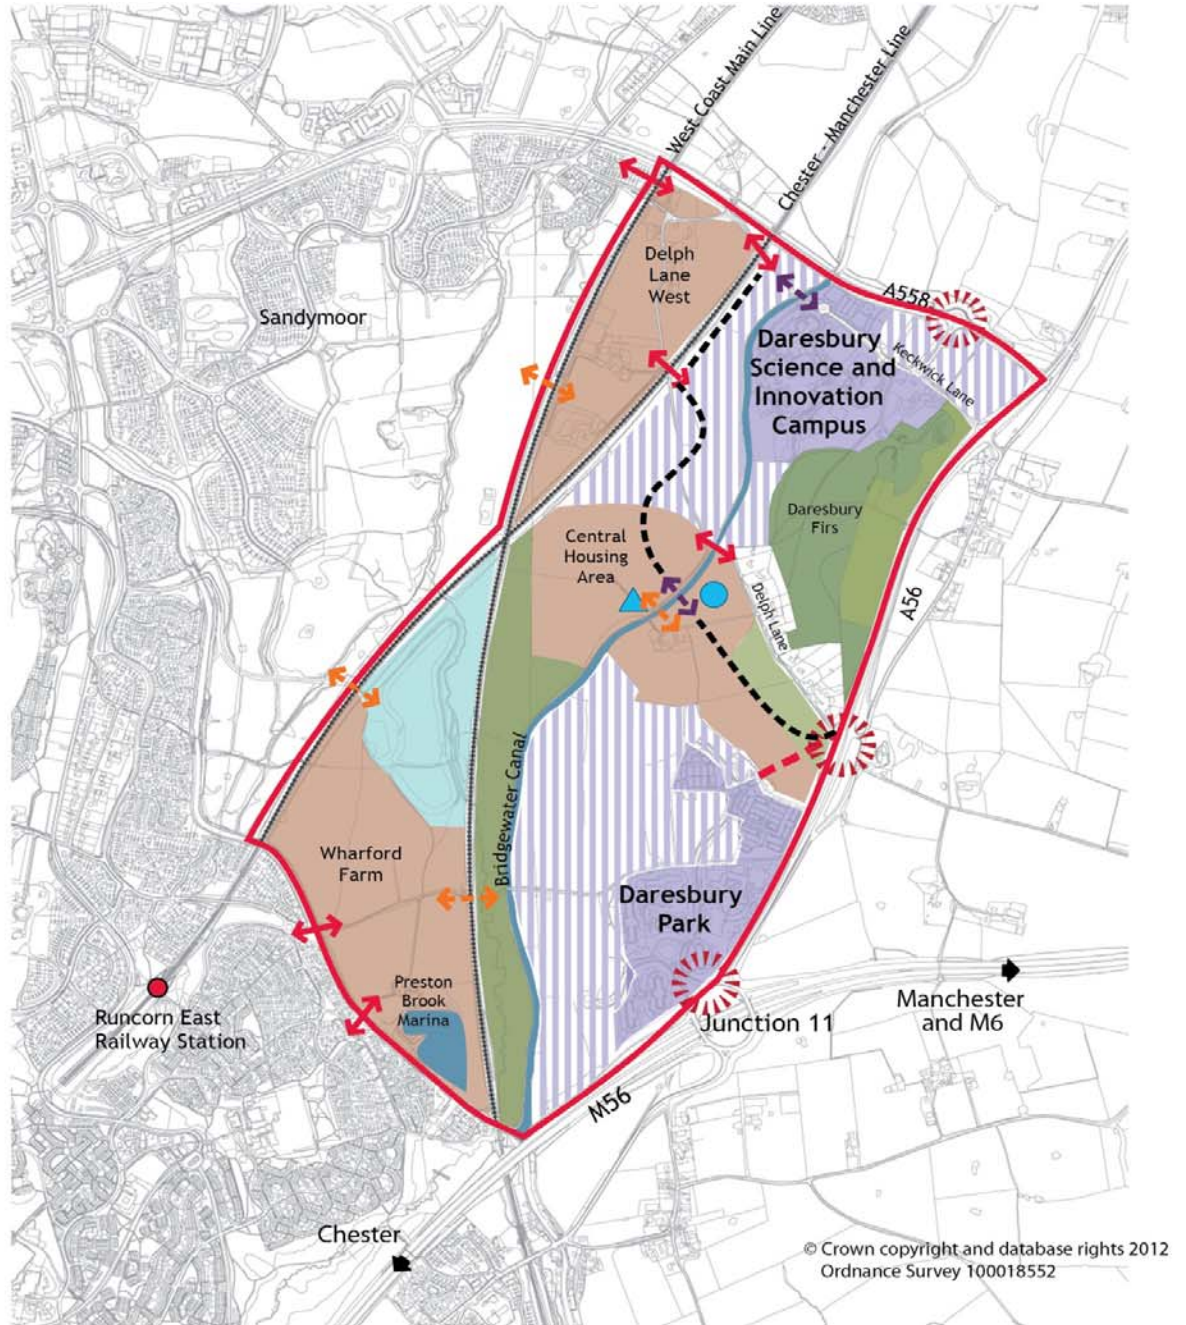 West Coast Main Line
Chester - Manchester Line
Delph
Lane
West
Sandymoor
A558
Daresbury
Science and
Innovation
Campus
Keckwick Lane
Daresbury
Firs
Central
Housing
Area
Delph Lane
A56
Bridgewater Canal
Wharford
Farm
Daresbury
Park
Preston
Brook
Marina
Runcorn East
Railway Station
Junction 11
Manchester
and M6
M56
Chester
© Crown copyright and database rights 2012
Ordnance Survey 100018552